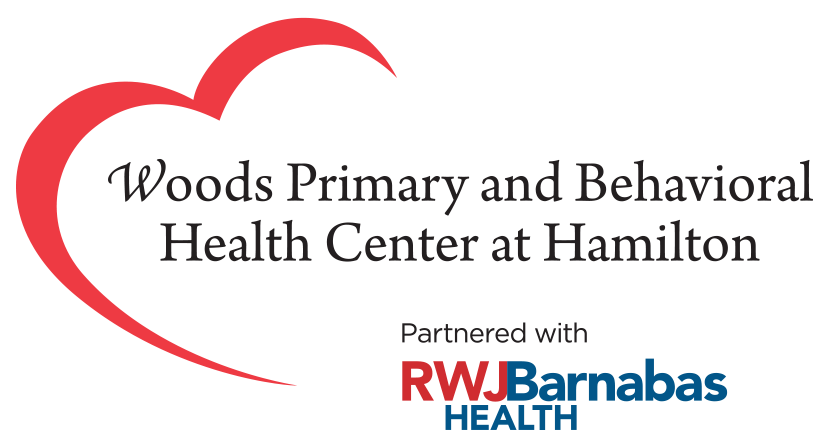 Woods Primary and Behavioral
Health Center at Hamilton
Partnered with
RWJBarnabas
HEALTH